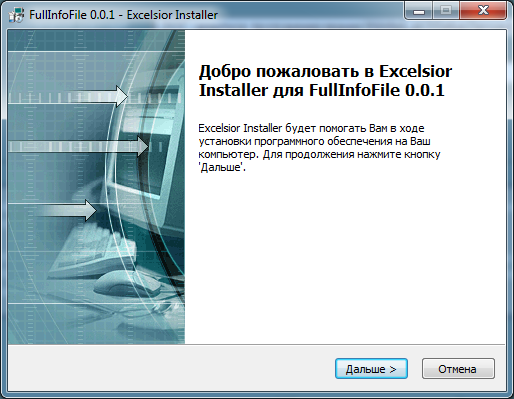 FullInfoFile 0.0.1 - Excelsior Installer
Добро пожаловать в Excelsior
Installer для FullInfoFile 0.0.1
Excelsior Installer будет помогать Вам в ходе
установки программного обеспечения на Ваш
компьютер. Для продолжения нажмите кнопку
'Дальше'.
Дальше >
Отмена